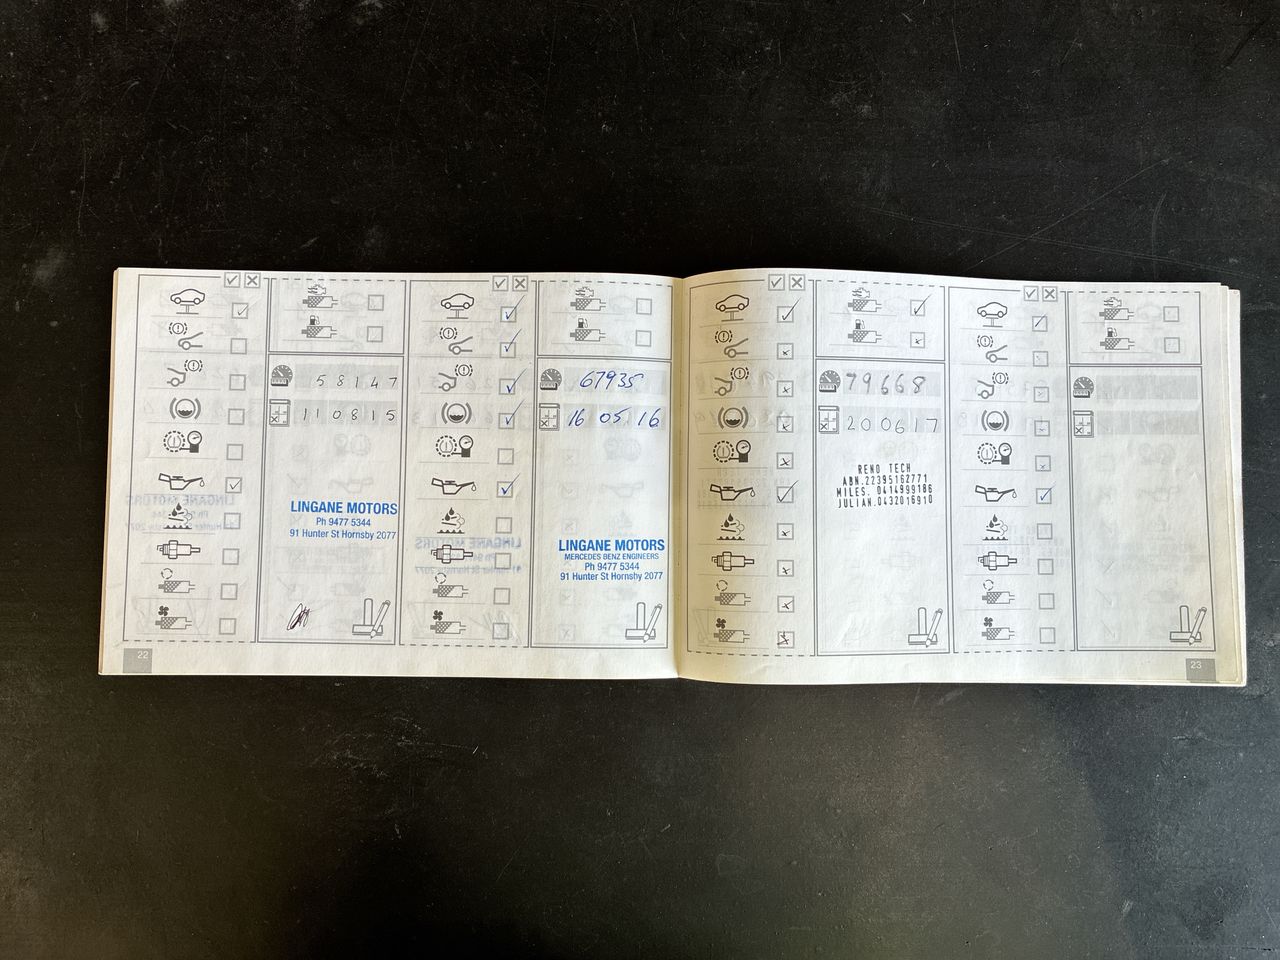 58147
110815
LINGANE MOTORS
Ph 9477 5344
91 Hunter St Hornsby 2077
22
67935
16 05 16
LINGANE MOTORS
MERCEDES BENZ ENGINEERS
Ph 9477 5344
91 Hunter St Hornsby 2077
79668
200617
RENO TECH
ABN.22395162771
MILES. 0414999186
JULIAN.0432016910
23